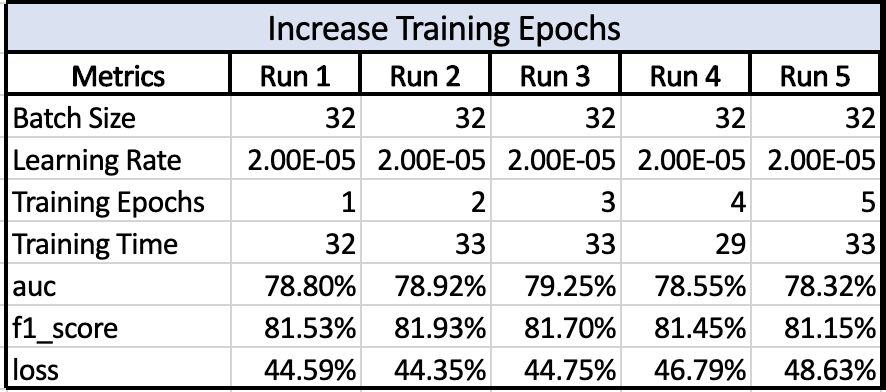 Increase Training Epochs
Metrics Run 1 Run 2 Run 3 Run 4 Run 5
Batch Size 32 32 32 32 32
Learning Rate 2.00E-05 2.00E-05 2.00E-05 2.00E-05 2.00E-05
Training Epochs 1 2 3 4 5
Training Time 32 33 33 29 33
auc 78.80% 78.92% 79.25% 78.55% 78.32%
f1_score 81.53% 81.93% 81.70% 81.45% 81.15%
loss 44.59% 44.35% 44.75% 46.79% 48.63%